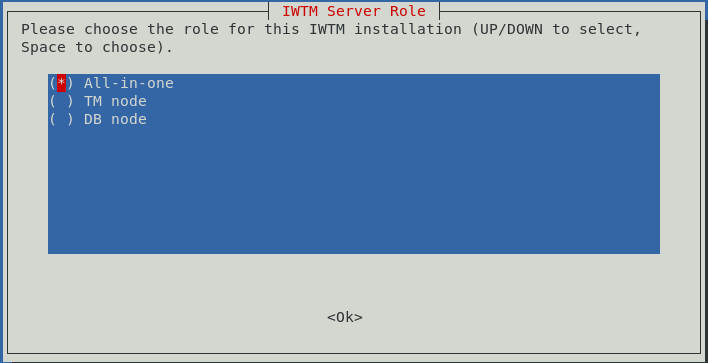 IWTM Server Role
Please choose the role for this IWTM installation (UP/DOWN to select,
Space to choose).
(*) All-in-one
( ) TM node
( ) DB node
<Ok>